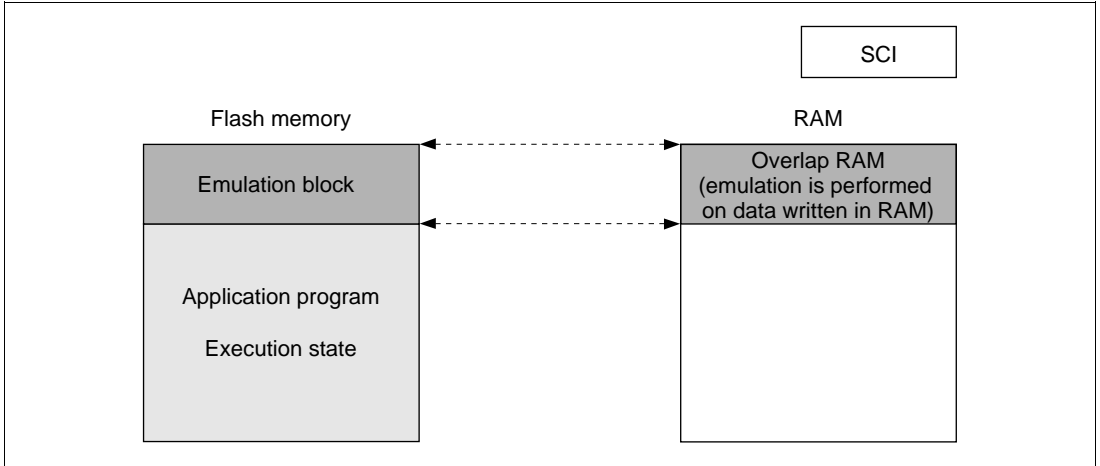 SCI
Flash memory
RAM
Emulation block
Overlap RAM
(emulation is performed
on data written in RAM)
Application program
Execution state